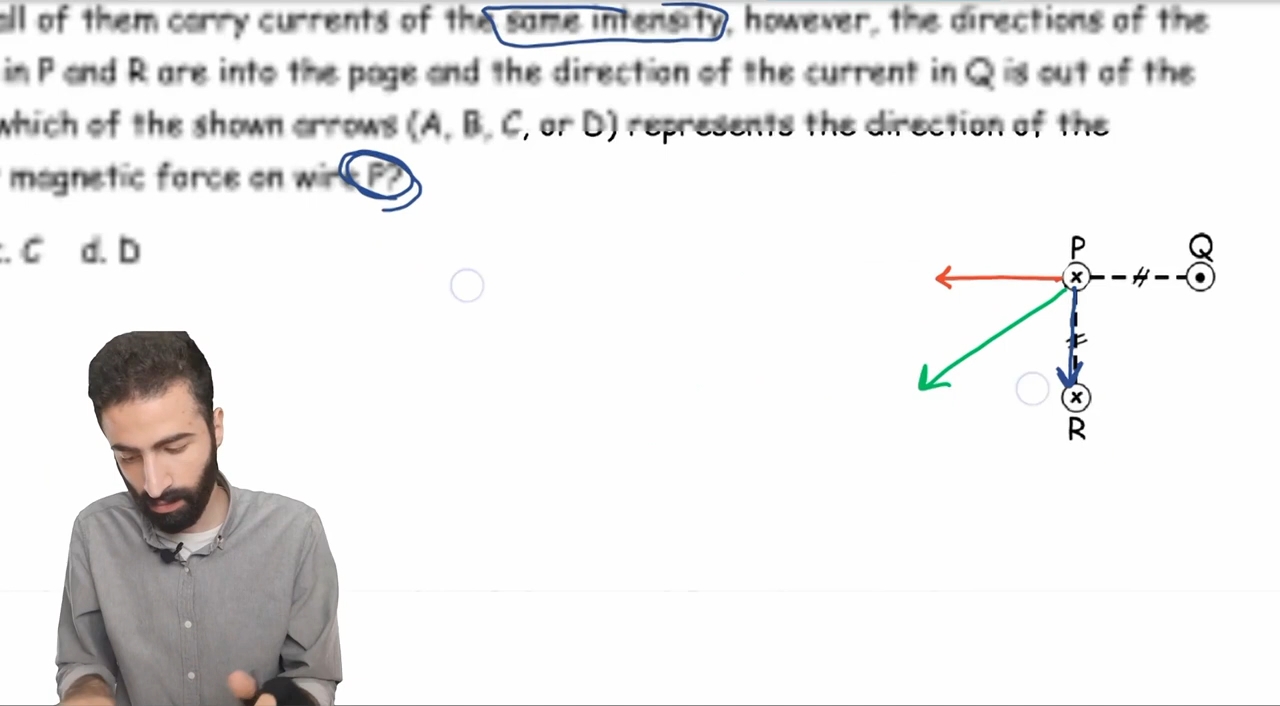 all of them carry currents of the same intensity, however, the directions of the
in P and R are into the page and the direction of the current in Q is out of the
which of the shown arrows (A, B, C, or D) represents the direction of the
magnetic force on wire P?
. C d. D
P Q
R